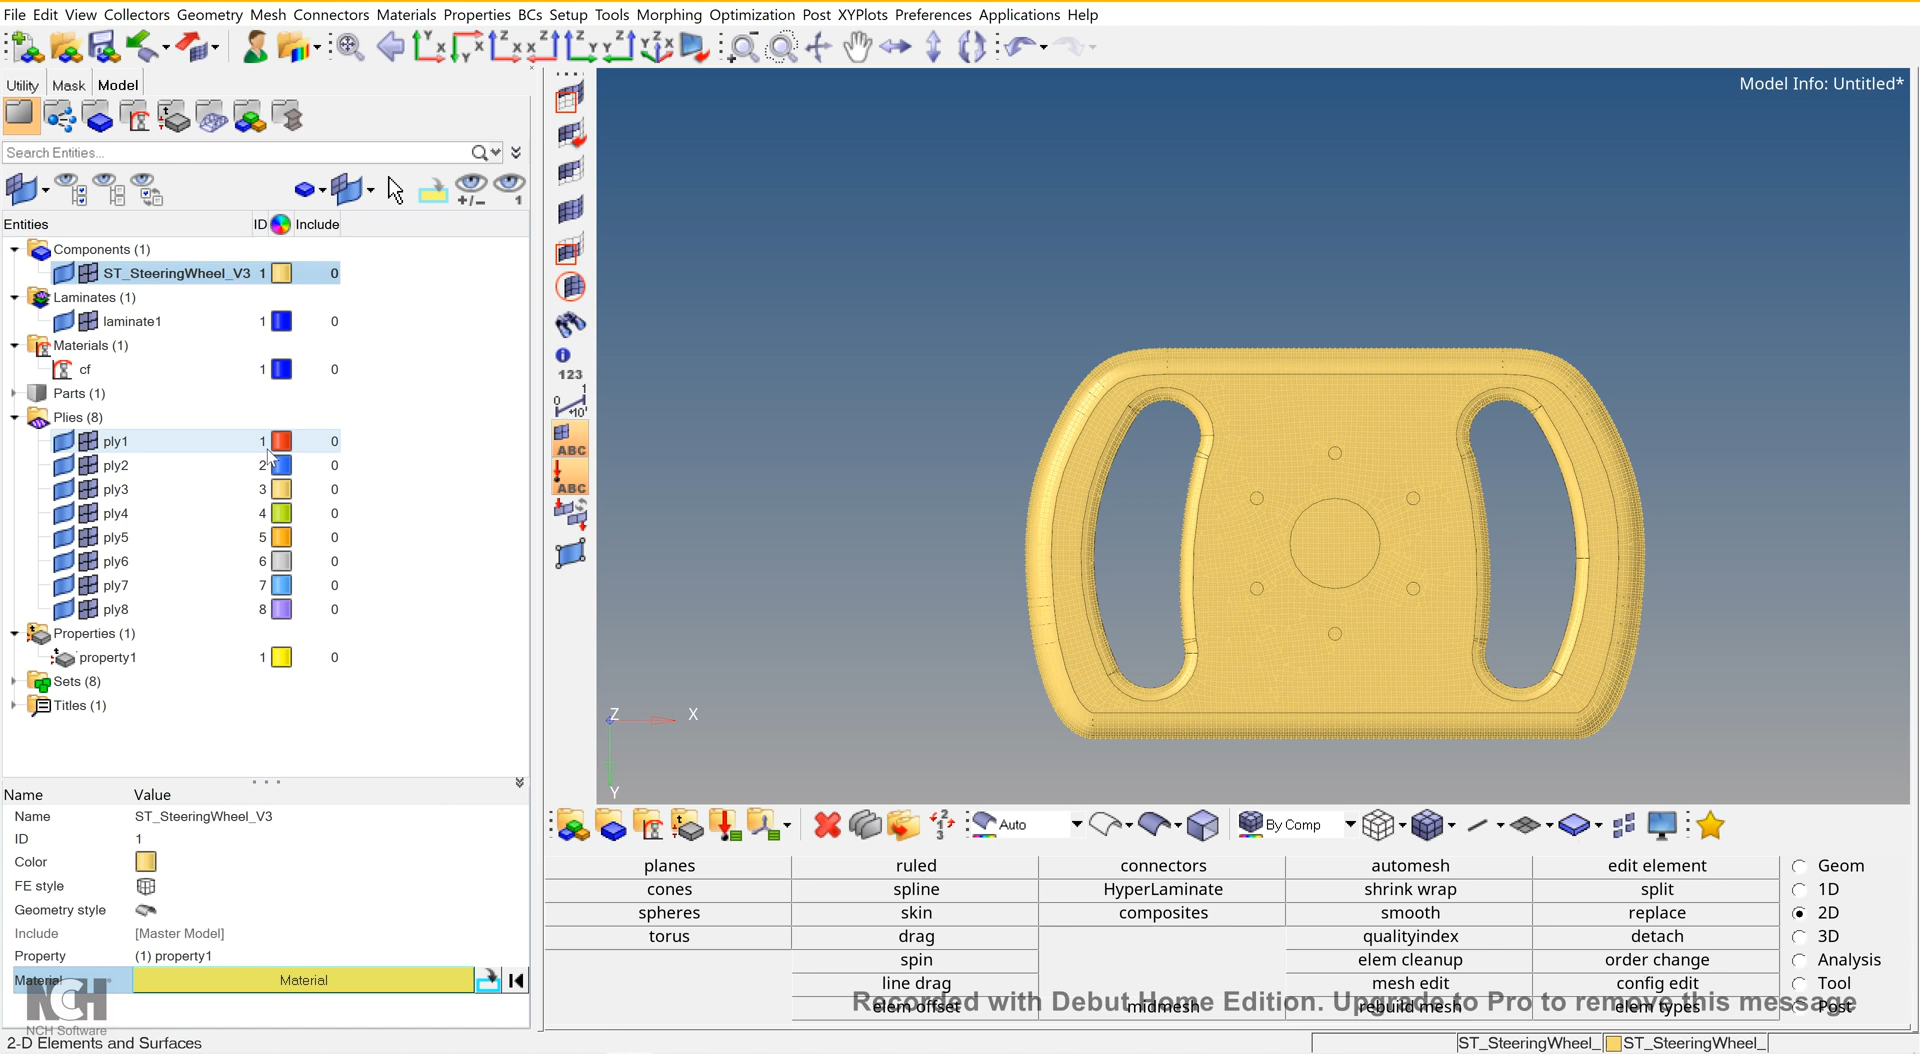 File Edit View Collectors Geometry Mesh Connectors Materials Properties BCs Setup Tools Morphing Optimization Post XYPlots Preferences Applications Help
Utility Mask Model
Search Entities...
Entities ID Include
Components (1)
ST_SteeringWheel_V3 1 0
Laminates (1)
laminate1 1 0
Materials (1)
cf 1 0
Parts (1)
Plies (8)
ply1 1 0
ply2 2 0
ply3 3 0
ply4 4 0
ply5 5 0
ply6 6 0
ply7 7 0
ply8 8 0
Properties (1)
property1 1 0
Sets (8)
Titles (1)
Name Value
Name ST_SteeringWheel_V3
ID 1
Color
FE style
Geometry style
Include [Master Model]
Property (1) property1
Material Material
NCH
NCH Software
2-D Elements and Surfaces
123
ABC
ABC
Model Info: Untitled*
Z X
Y
Auto
By Comp
planes ruled connectors automesh edit element Geom
cones spline HyperLaminate shrink wrap split 1D
spheres skin composites smooth replace 2D
torus drag qualityindex detach 3D
spin elem cleanup order change Analysis
line drag mesh edit config edit Tool
elem offset midmesh rebuild mesh elem types Post
Recorded with Debut Home Edition. Upgrade to Pro to remove this message
ST_SteeringWheel_ ST_SteeringWheel_